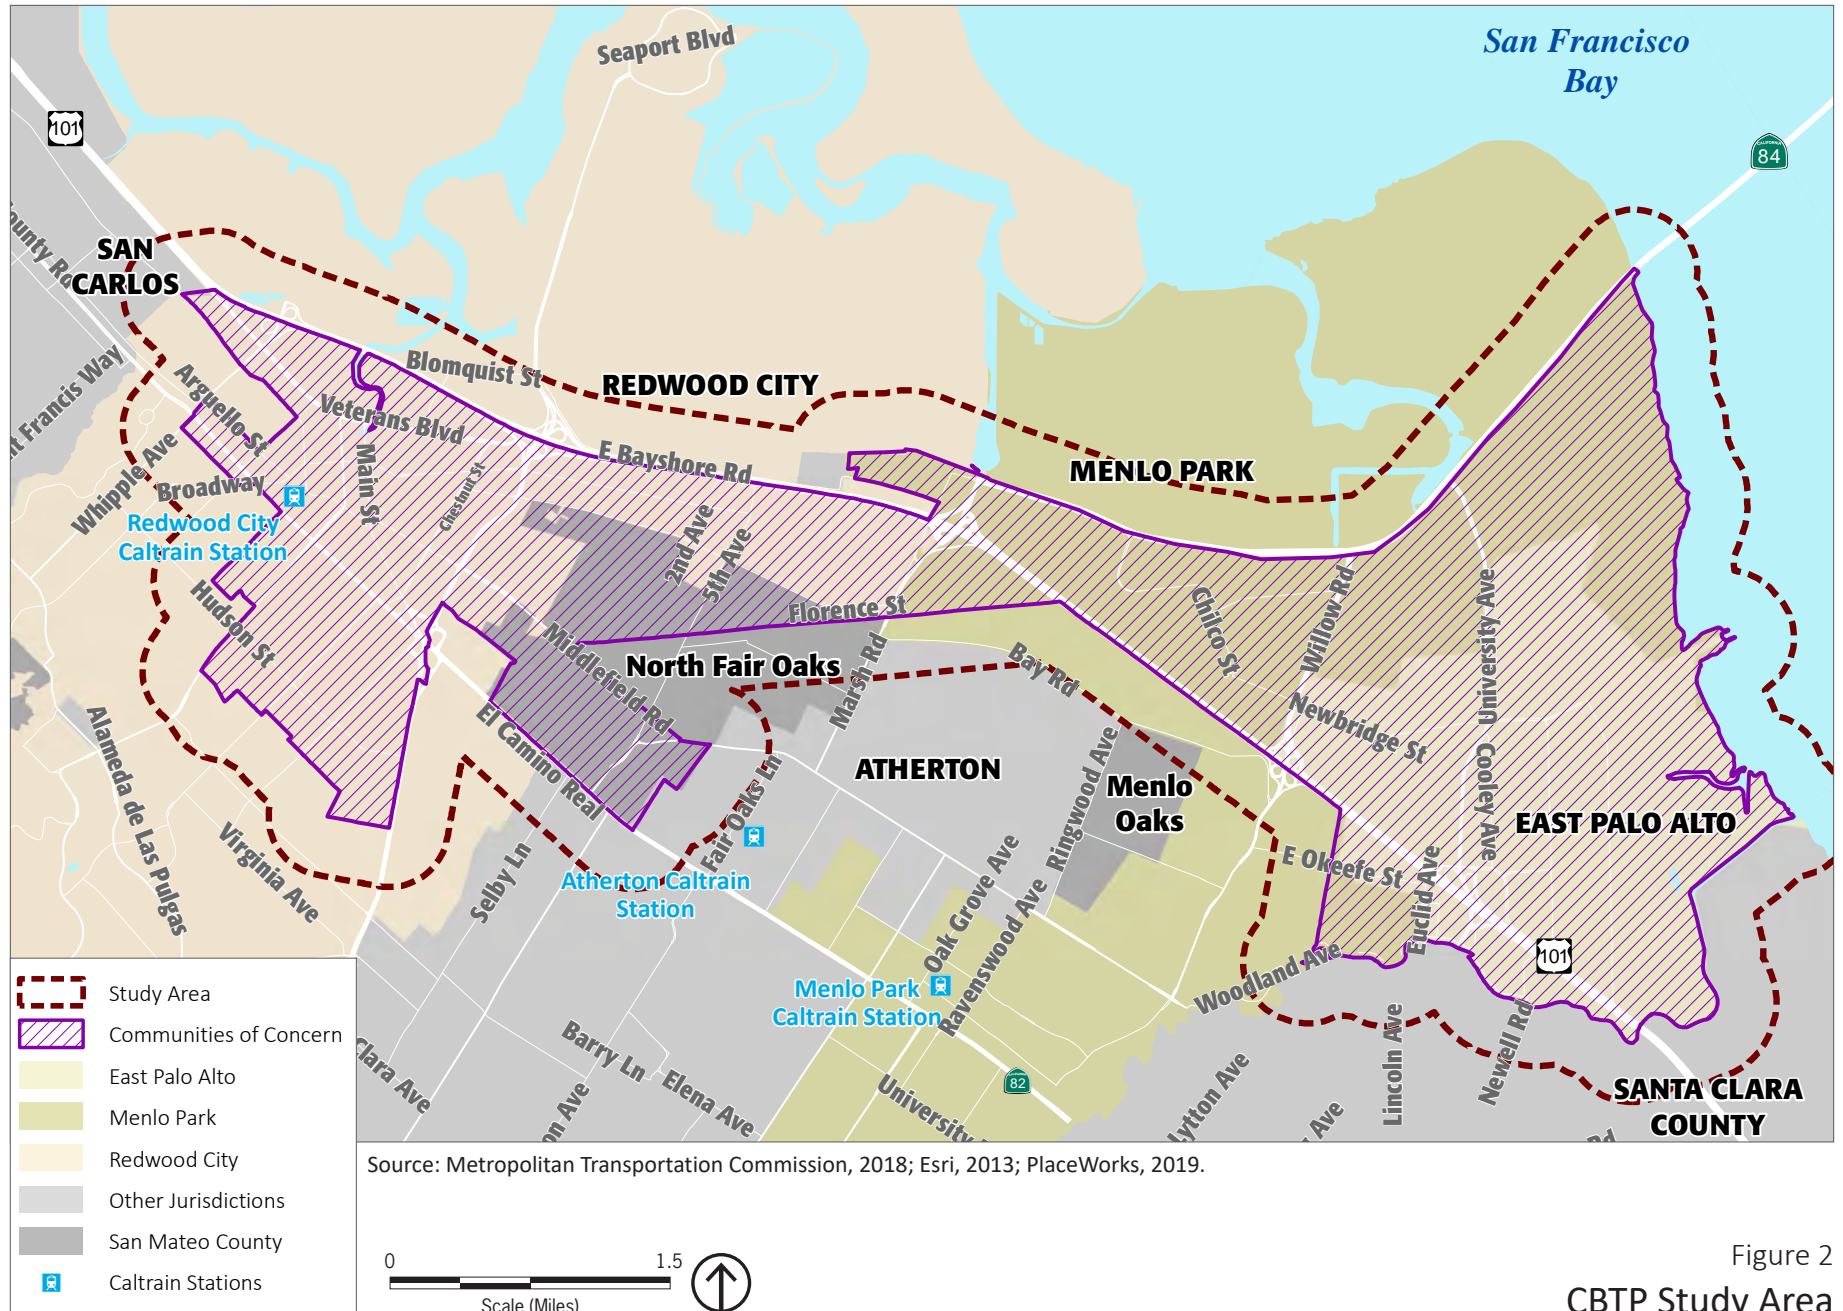 Seaport Blvd
San Francisco
Bay
101
CALIFORNIA
84
SAN
CARLOS
Blomquist St
REDWOOD CITY
Arguello St
Veterans Blvd
Main St
Chestnut St
E Bayshore Rd
MENLO PARK
Whipple Ave
Broadway
Redwood City
Caltrain Station
2nd Ave
5th Ave
Florence St
Hudson St
Middlefield Rd
North Fair Oaks
Marsh Rd
Bay Rd
Chilco St
Willow Rd
University Ave
Newbridge St
El Camino Real
Alameda de Las Pulgas
Virginia Ave
Selby Ln
Fair Oaks Ln
ATHERTON
Ringwood Ave
Menlo
Oaks
Cooley Ave
EAST PALO ALTO
E Okeefe St
Euclid Ave
Atherton Caltrain
Station
Oak Grove Ave
Ravenswood Ave
Woodland Ave
101
Menlo Park
Caltrain Station
Barry Ln
Elena Ave
82
Lytton Ave
Lincoln Ave
Newell Rd
SANTA CLARA
COUNTY
Study Area
Communities of Concern
East Palo Alto
Menlo Park
Redwood City
Other Jurisdictions
San Mateo County
Caltrain Stations
Source: Metropolitan Transportation Commission, 2018; Esri, 2013; PlaceWorks, 2019.
0 1.5
Scale (Miles)
Figure 2
CBTP Study Area